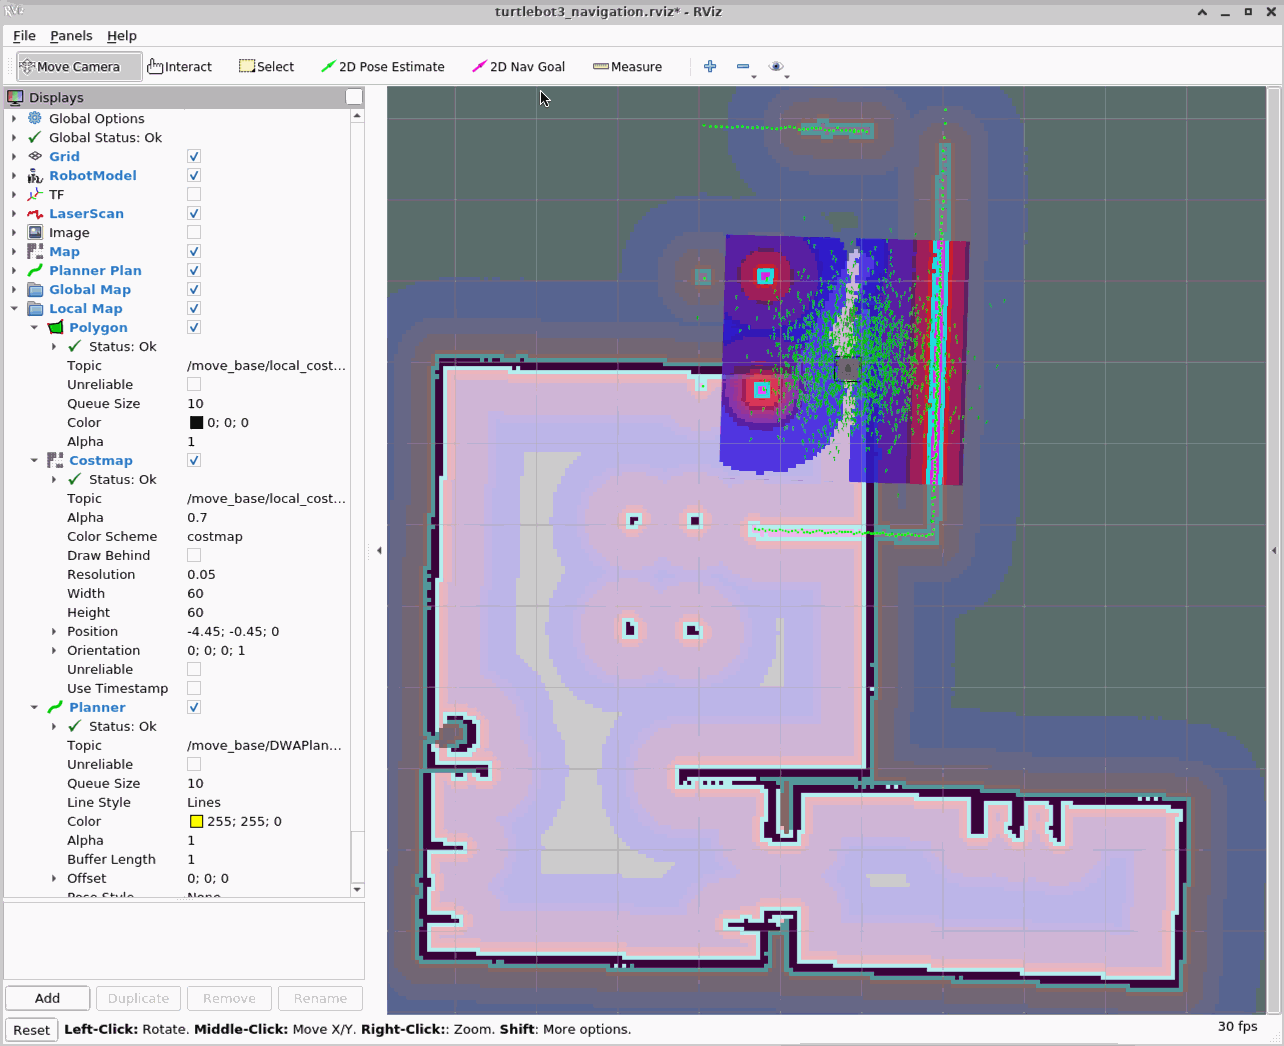 RViz
turtlebot3_navigation.rviz* - RViz
File Panels Help
Move Camera Interact Select 2D Pose Estimate 2D Nav Goal Measure
Displays
Global Options
Global Status: Ok
Grid
RobotModel
TF
LaserScan
Image
Map
Planner Plan
Global Map
Local Map
Polygon
Status: Ok
Topic /move_base/local_cost...
Unreliable
Queue Size 10
Color 0; 0; 0
Alpha 1
Costmap
Status: Ok
Topic /move_base/local_cost...
Alpha 0.7
Color Scheme costmap
Draw Behind
Resolution 0.05
Width 60
Height 60
Position -4.45; -0.45; 0
Orientation 0; 0; 0; 1
Unreliable
Use Timestamp
Planner
Status: Ok
Topic /move_base/DWAPlan...
Unreliable
Queue Size 10
Line Style Lines
Color 255; 255; 0
Alpha 1
Buffer Length 1
Offset 0; 0; 0
Pose Style None
Add Duplicate Remove Rename
Reset Left-Click: Rotate. Middle-Click: Move X/Y. Right-Click:: Zoom. Shift: More options. 30 fps